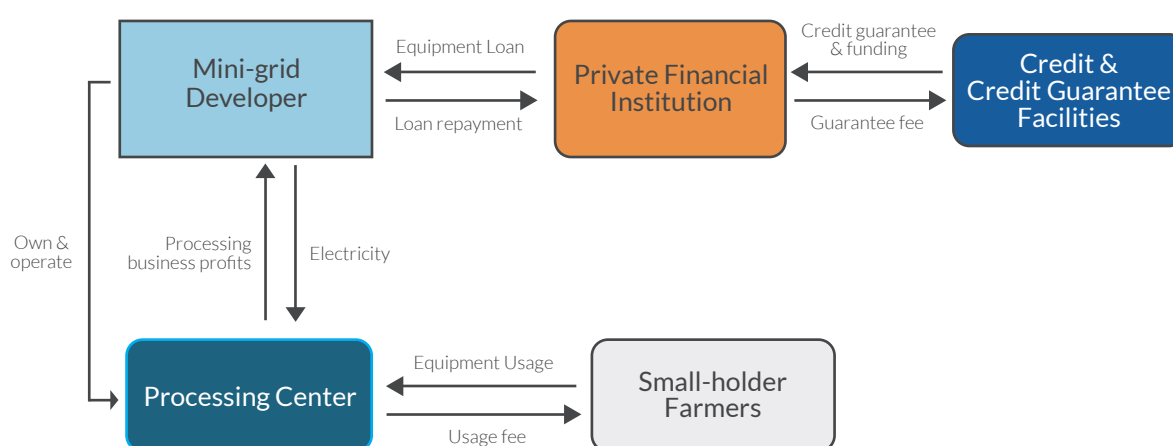 Mini-grid
Developer
Equipment Loan
Loan repayment
Private Financial
Institution
Credit guarantee
& funding
Guarantee fee
Credit &
Credit Guarantee
Facilities
Own &
operate
Processing
business profits
Electricity
Processing Center
Equipment Usage
Usage fee
Small-holder
Farmers